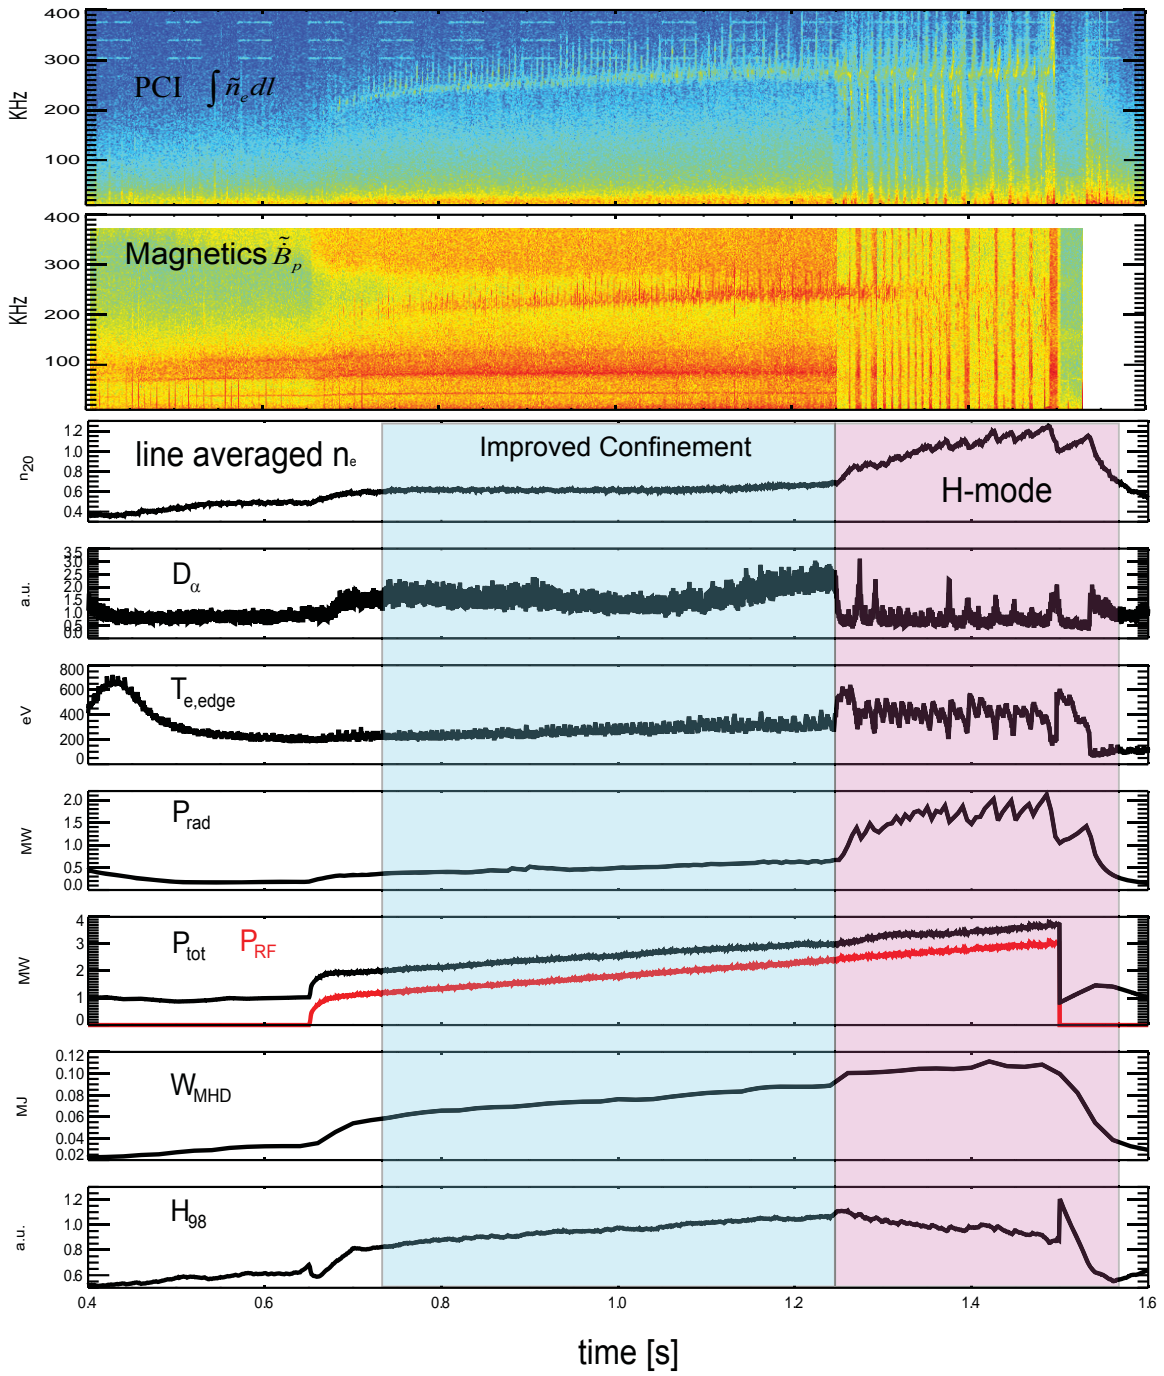 400
300
200
100
KHz
PCI ∫ ñₑdl
400
300
200
100
KHz
Magnetics B̃̇ₚ
1.2
1.0
0.8
0.6
0.4
n20
line averaged nₑ
Improved Confinement
H-mode
3.5
3.0
2.5
2.0
1.5
1.0
0.5
0.0
a.u.
Dα
800
600
400
200
0
eV
Te,edge
2.0
1.5
1.0
0.5
0.0
MW
Prad
4
3
2
1
0
MW
Ptot PRF
0.12
0.10
0.08
0.06
0.04
0.02
MJ
WMHD
1.2
1.0
0.8
0.6
a.u.
H98
0.4 0.6 0.8 1.0 1.2 1.4 1.6
time [s]